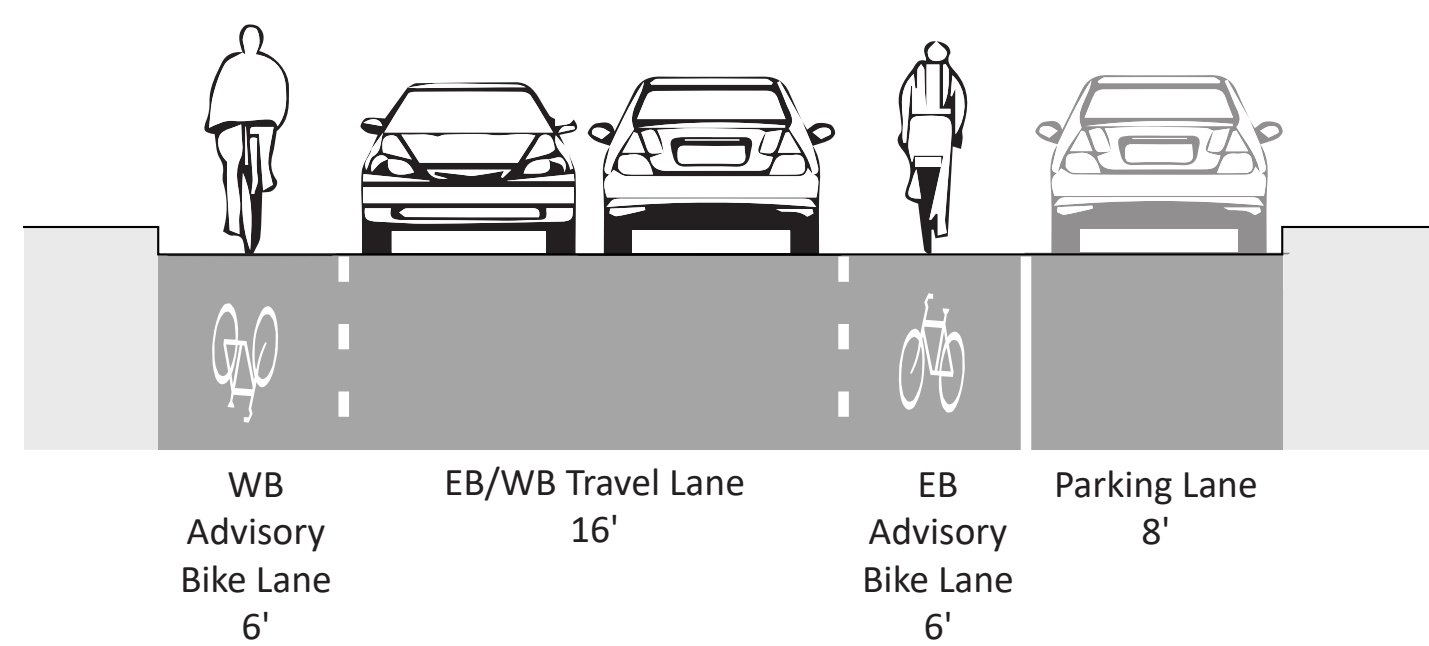 WB
Advisory
Bike Lane
6'
EB/WB Travel Lane
16'
EB
Advisory
Bike Lane
6'
Parking Lane
8'